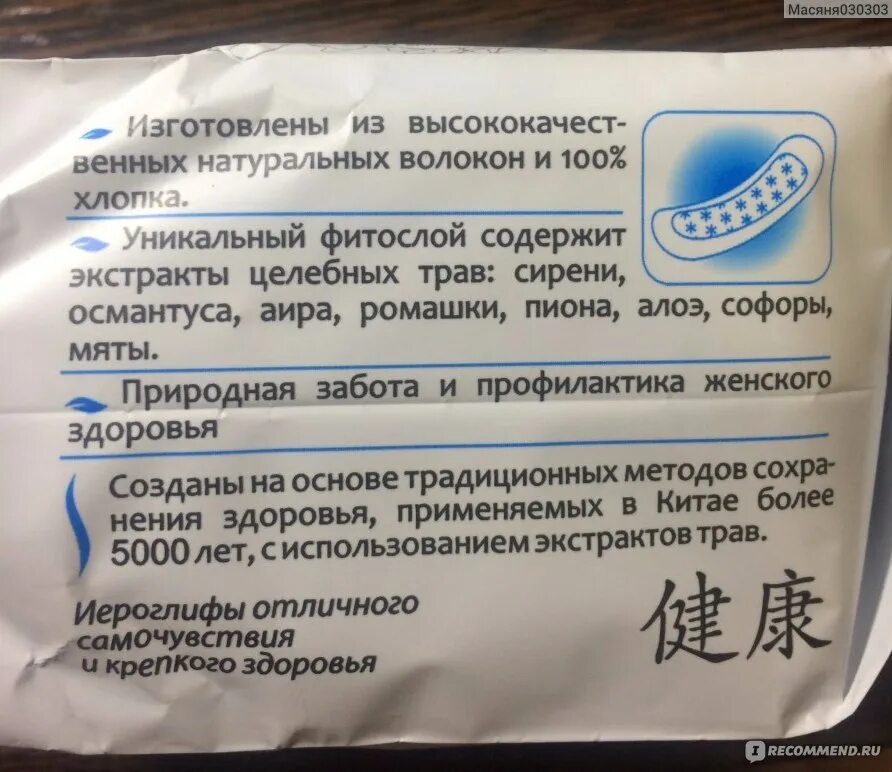 Масяня030303
Изготовлены из высококачест-
венных натуральных волокон и 100%
хлопка.
Уникальный фитослой содержит
экстракты целебных трав: сирени,
османтуса, аира, ромашки, пиона, алоэ, софоры,
мяты.
Природная забота и профилактика женского
здоровья
Созданы на основе традиционных методов сохра-
нения здоровья, применяемых в Китае более
5000 лет, с использованием экстрактов трав.
Иероглифы отличного
самочувствия
и крепкого здоровья
健康
IRECOMMEND.RU